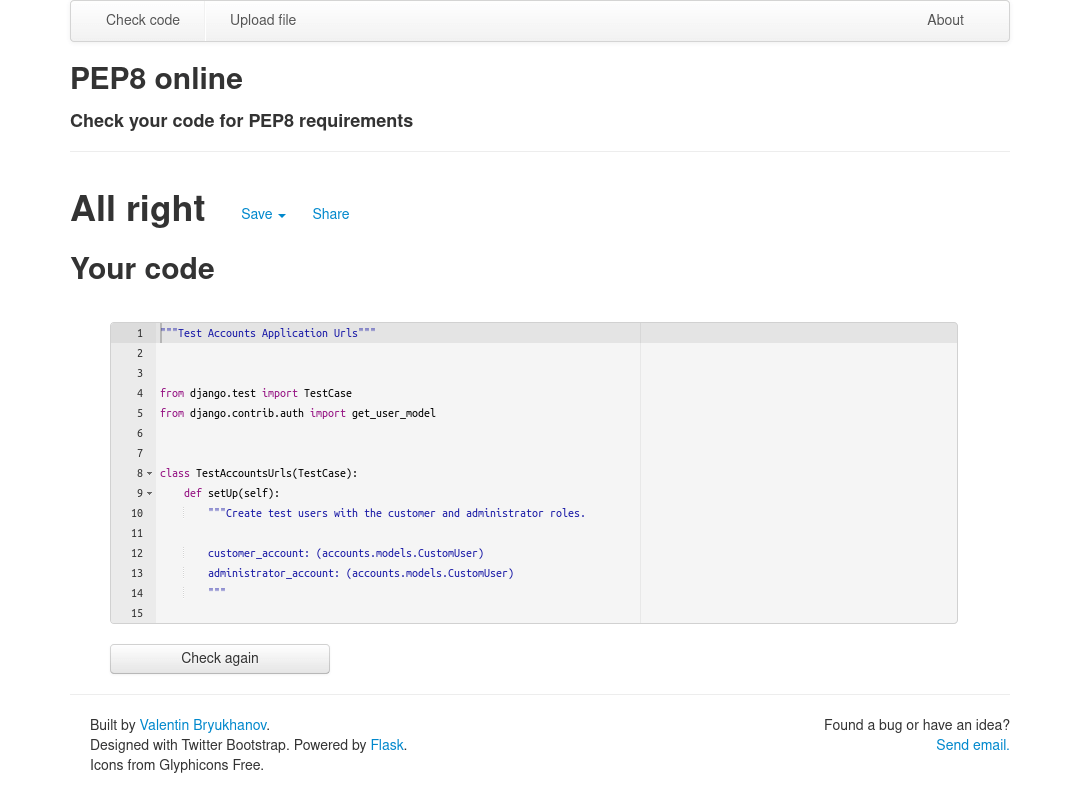 Check code Upload file About
PEP8 online
Check your code for PEP8 requirements
All right Save Share
Your code
1 """Test Accounts Application Urls"""
2
3
4 from django.test import TestCase
5 from django.contrib.auth import get_user_model
6
7
8 class TestAccountsUrls(TestCase):
9 def setUp(self):
10 """Create test users with the customer and administrator roles.
11
12 customer_account: (accounts.models.CustomUser)
13 administrator_account: (accounts.models.CustomUser)
14 """
15
Check again
Built by Valentin Bryukhanov. Found a bug or have an idea?
Designed with Twitter Bootstrap. Powered by Flask. Send email.
Icons from Glyphicons Free.